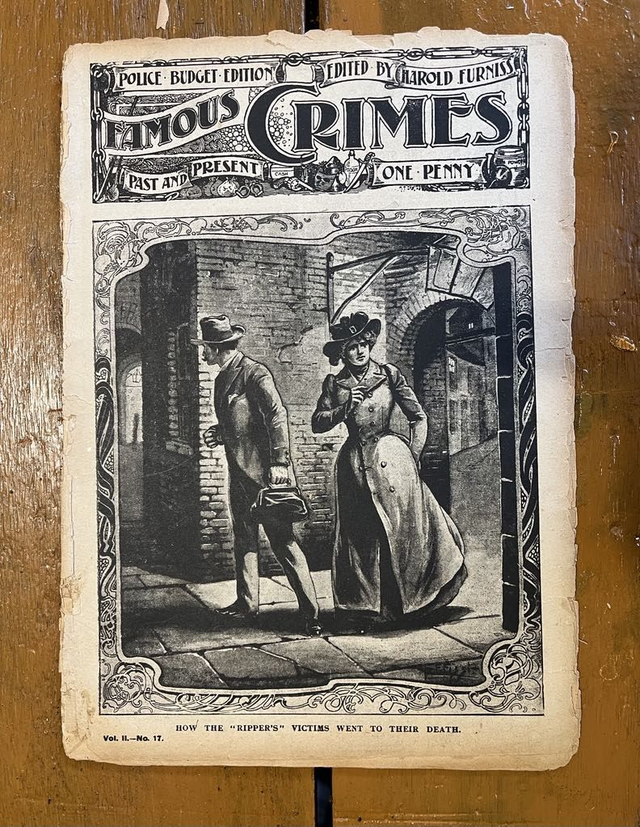 POLICE · BUDGET · EDITION
EDITED · BY HAROLD FURNISS
FAMOUS CRIMES
PAST AND PRESENT
CASH
ONE · PENNY
HOW THE "RIPPER'S" VICTIMS WENT TO THEIR DEATH.
Vol. II.—No. 17.